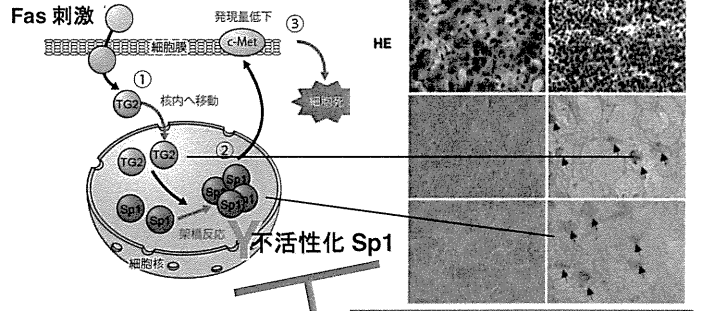 Fas 刺激
発現量低下
③
c-Met
細胞膜
HE
①
細胞死
TG2
核内へ移動
TG2
TG2
②
Sp1
Sp1
Sp1
Sp1
Sp1
Sp1
架橋反応
不活性化 Sp1
細胞核